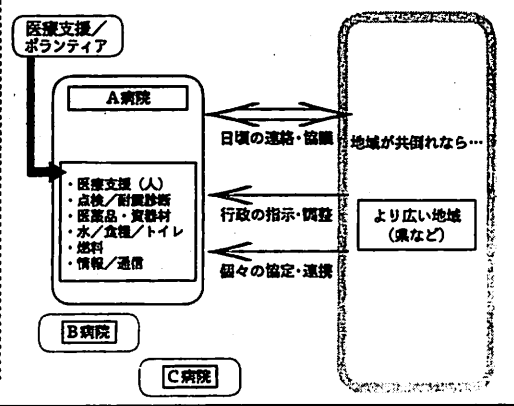 医療支援／
ボランティア
A病院
・医療支援（人）
・点検／耐震診断
・医薬品・資器材
・水／食糧／トイレ
・燃料
・情報／通信
日頃の連絡・協議
行政の指示・調整
個々の協定・連携
地域が共倒れなら…
より広い地域
（県など）
B病院
C病院